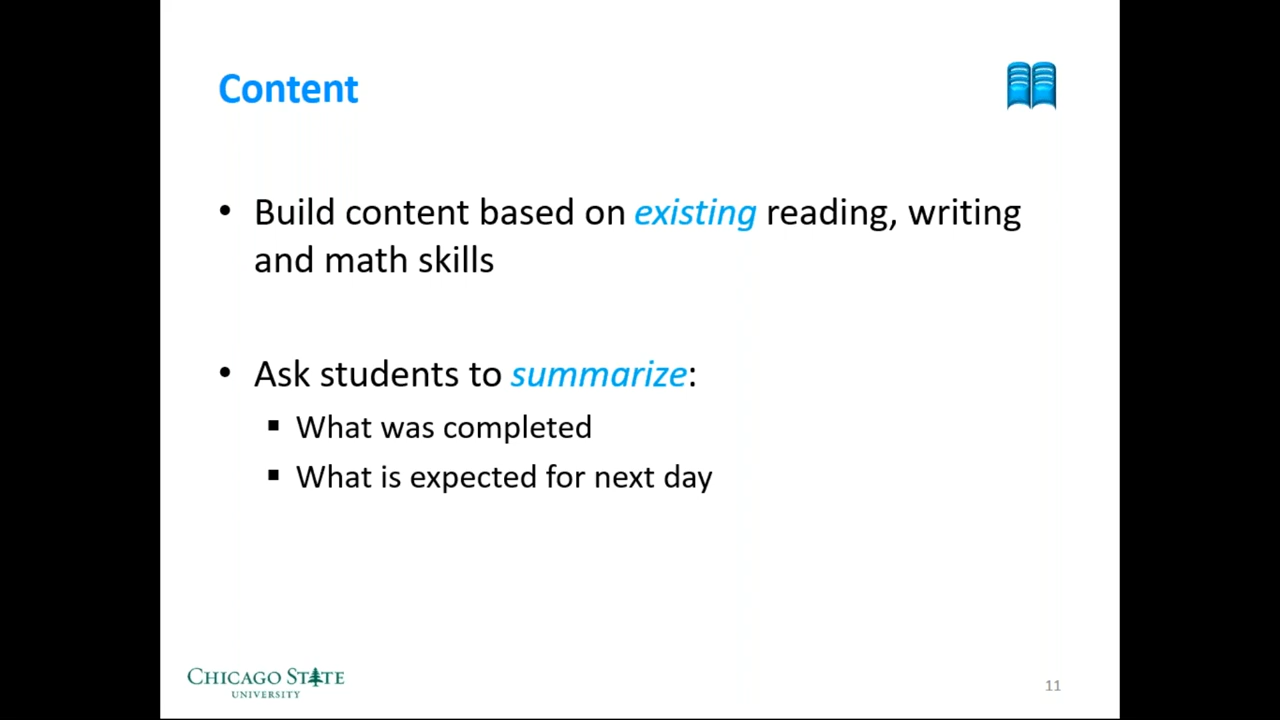 Content
• Build content based on existing reading, writing
and math skills
• Ask students to summarize:
▪ What was completed
▪ What is expected for next day
CHICAGO STATE
UNIVERSITY
11